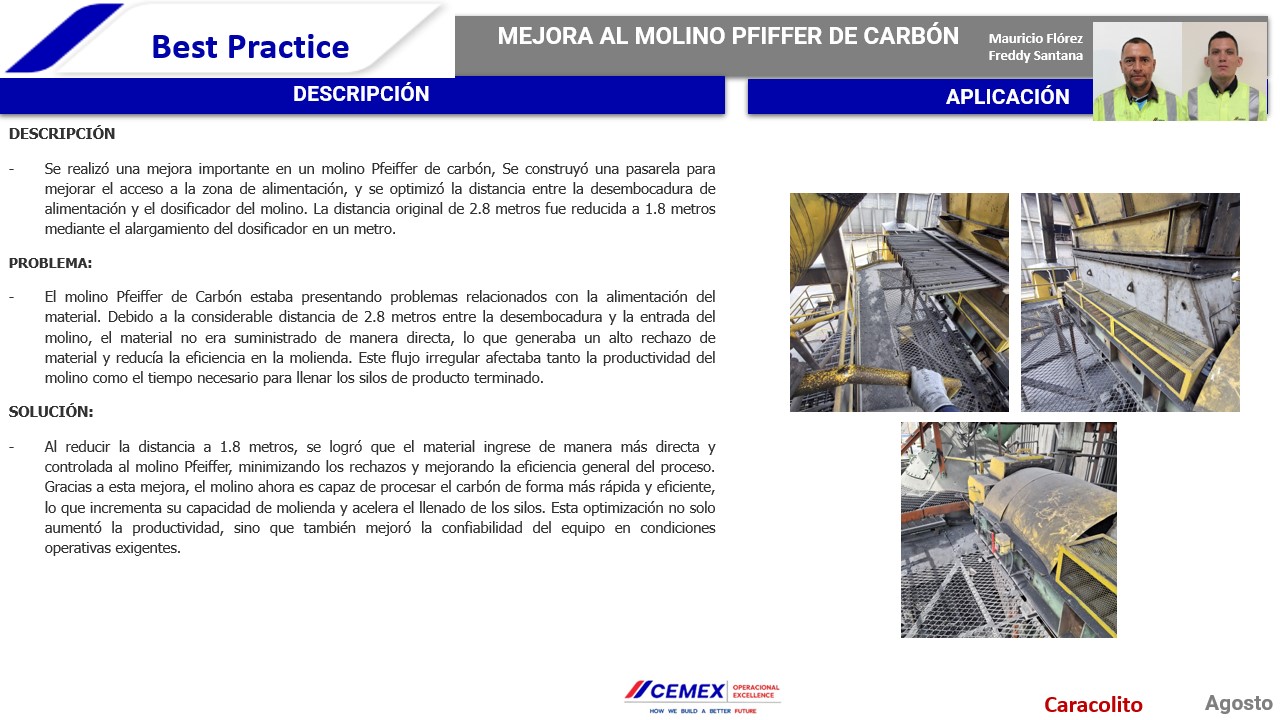 Best Practice
MEJORA AL MOLINO PFIFFER DE CARBÓN
Mauricio Flórez
Freddy Santana
DESCRIPCIÓN
APLICACIÓN
DESCRIPCIÓN
- Se realizó una mejora importante en un molino Pfeiffer de carbón, Se construyó una pasarela para
mejorar el acceso a la zona de alimentación, y se optimizó la distancia entre la desembocadura de
alimentación y el dosificador del molino. La distancia original de 2.8 metros fue reducida a 1.8 metros
mediante el alargamiento del dosificador en un metro.
PROBLEMA:
- El molino Pfeiffer de Carbón estaba presentando problemas relacionados con la alimentación del
material. Debido a la considerable distancia de 2.8 metros entre la desembocadura y la entrada del
molino, el material no era suministrado de manera directa, lo que generaba un alto rechazo de
material y reducía la eficiencia en la molienda. Este flujo irregular afectaba tanto la productividad del
molino como el tiempo necesario para llenar los silos de producto terminado.
SOLUCIÓN:
- Al reducir la distancia a 1.8 metros, se logró que el material ingrese de manera más directa y
controlada al molino Pfeiffer, minimizando los rechazos y mejorando la eficiencia general del proceso.
Gracias a esta mejora, el molino ahora es capaz de procesar el carbón de forma más rápida y eficiente,
lo que incrementa su capacidad de molienda y acelera el llenado de los silos. Esta optimización no solo
aumentó la productividad, sino que también mejoró la confiabilidad del equipo en condiciones
operativas exigentes.
CEMEX
OPERACIONAL
EXCELLENCE
HOW WE BUILD A BETTER FUTURE
Caracolito
Agosto